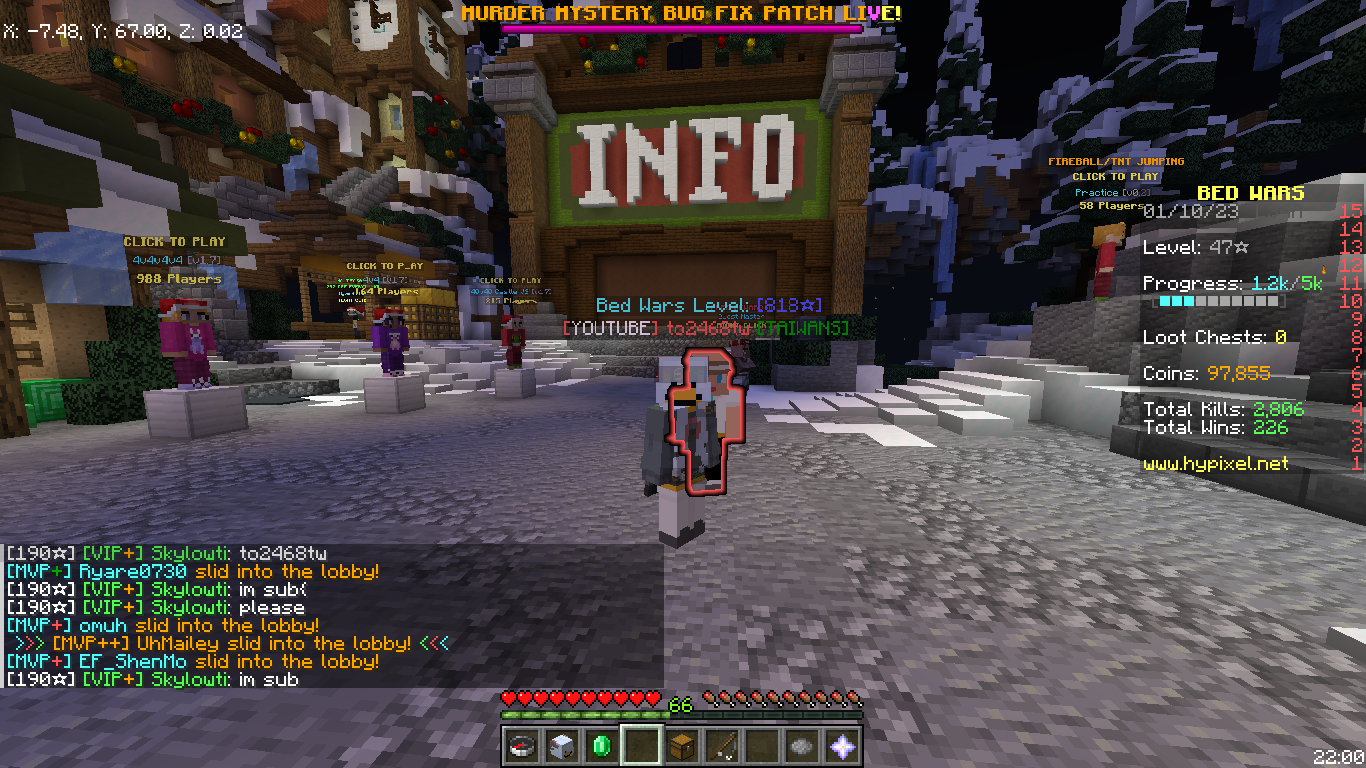 MURDER MYSTERY BUG FIX PATCH LIVE!
X: -7.48, Y: 67.00, Z: 0.02
INFO
FIREBALL/TNT JUMPING
CLICK TO PLAY
Practice [v0.2]
58 Players
CLICK TO PLAY
4v4v4v4 [v1.7]
988 Players
CLICK TO PLAY
64 Players
CLICK TO PLAY
Bed Wars Level: [818☆]
[YOUTUBE] to2468tw [TAIWANS]
BED WARS
01/10/23
15
14
Level: 47☆
13
12
Progress: 1.2k/5k
11
10
9
Loot Chests: 0
8
7
Coins: 97,855
6
5
Total Kills: 2,806
4
Total Wins: 226
3
2
www.hypixel.net
1
[190☆] [VIP+] Skylowti: to2468tw
[MVP+] Ryare0730 slid into the lobby!
[190☆] [VIP+] Skylowti: im sub{
[190☆] [VIP+] Skylowti: please
[MVP+] omuh slid into the lobby!
>>> [MVP++] UhMailey slid into the lobby! <<<
[MVP+] EF_ShenMo slid into the lobby!
[190☆] [VIP+] Skylowti: im sub
66
22:00